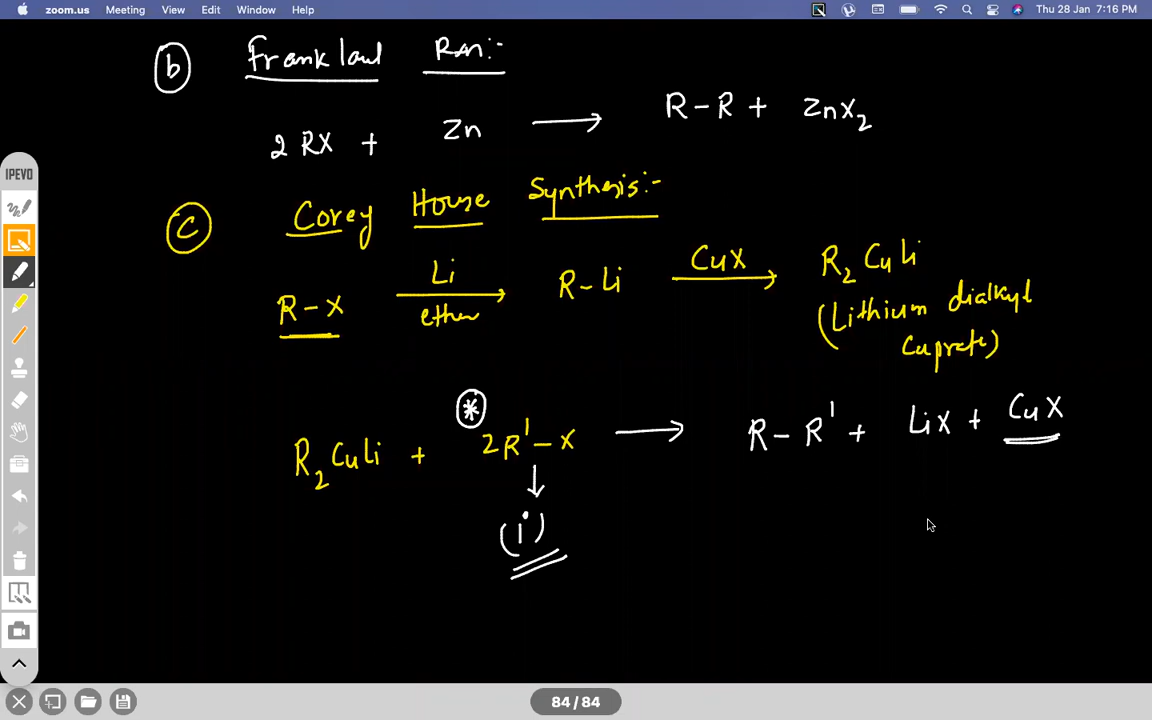 zoom.us Meeting View Edit Window Help Thu 28 Jan 7:16 PM
IPEVO
(b) Frankland Rxn:-
2 RX + Zn ⟶ R-R + ZnX₂
(c) Corey House Synthesis:-
R-X Li ether ⟶ R-Li CuX ⟶ R₂CuLi
(Lithium dialkyl
Cuprate)
R₂CuLi + * 2R'-X ⟶ R-R' + LiX + CuX
↓
(i)
84 / 84